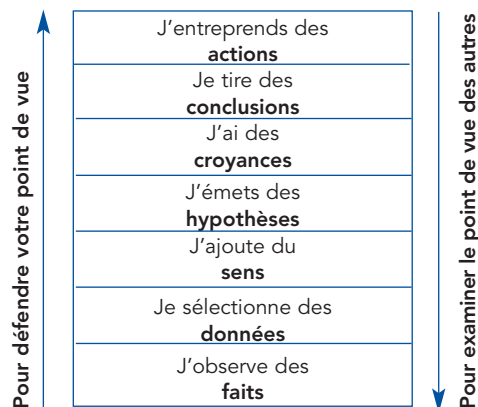 Pour défendre votre point de vue
J'entreprends des
actions
Je tire des
conclusions
J'ai des
croyances
J'émets des
hypothèses
J'ajoute du
sens
Je sélectionne des
données
J'observe des
faits
Pour examiner le point de vue des autres